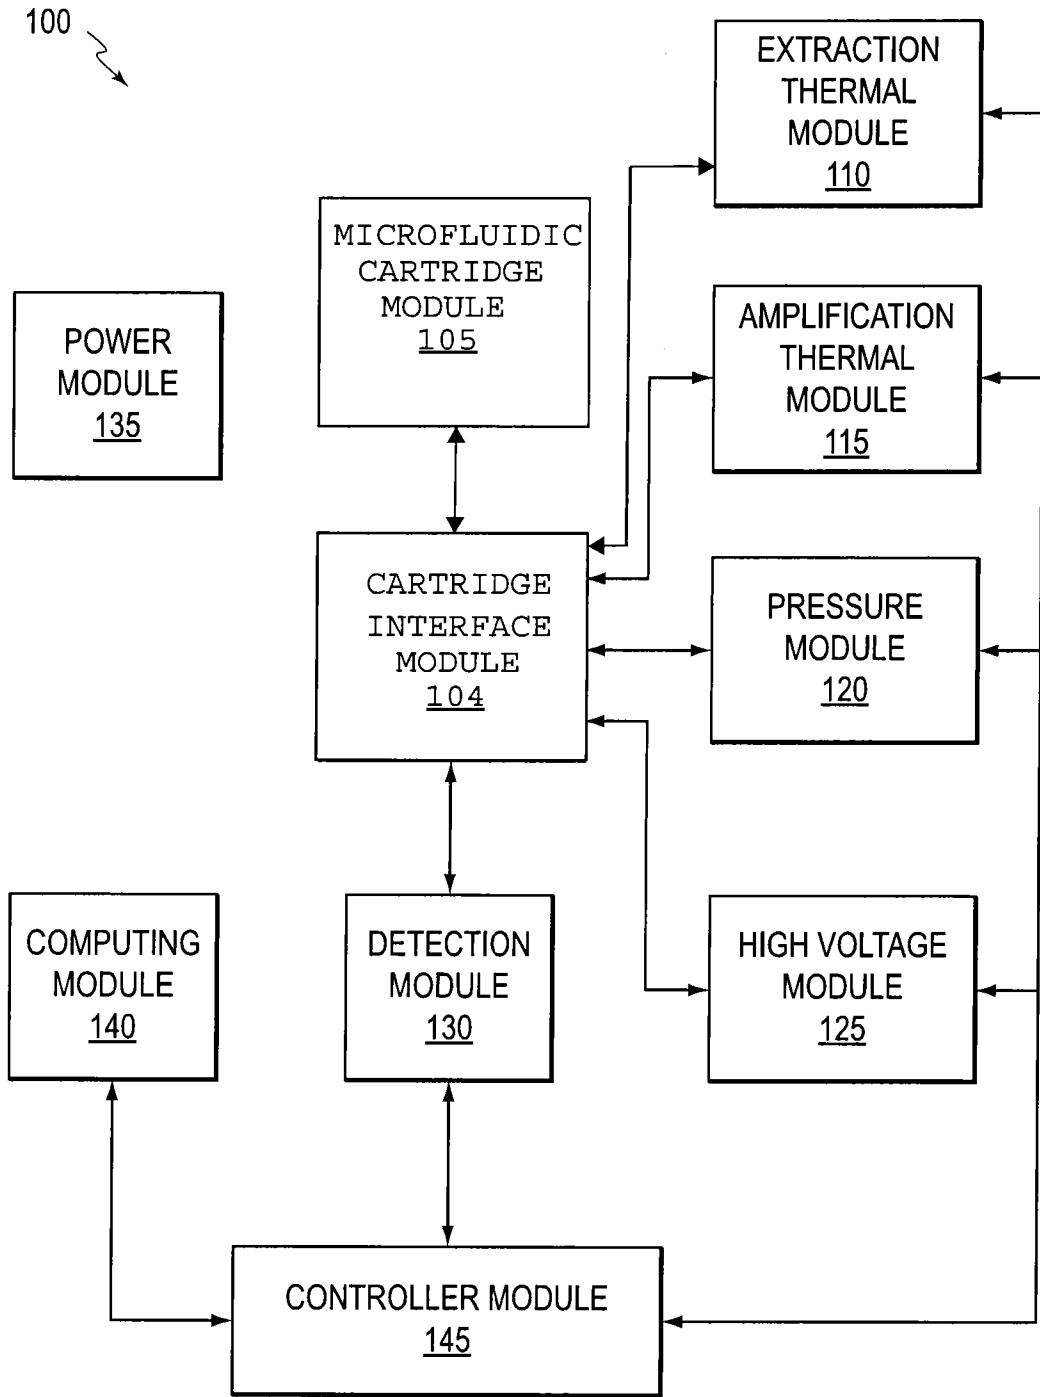 100
EXTRACTION
THERMAL
MODULE
110
MICROFLUIDIC
CARTRIDGE
MODULE
105
POWER
MODULE
135
AMPLIFICATION
THERMAL
MODULE
115
CARTRIDGE
INTERFACE
MODULE
104
PRESSURE
MODULE
120
COMPUTING
MODULE
140
DETECTION
MODULE
130
HIGH VOLTAGE
MODULE
125
CONTROLLER MODULE
145